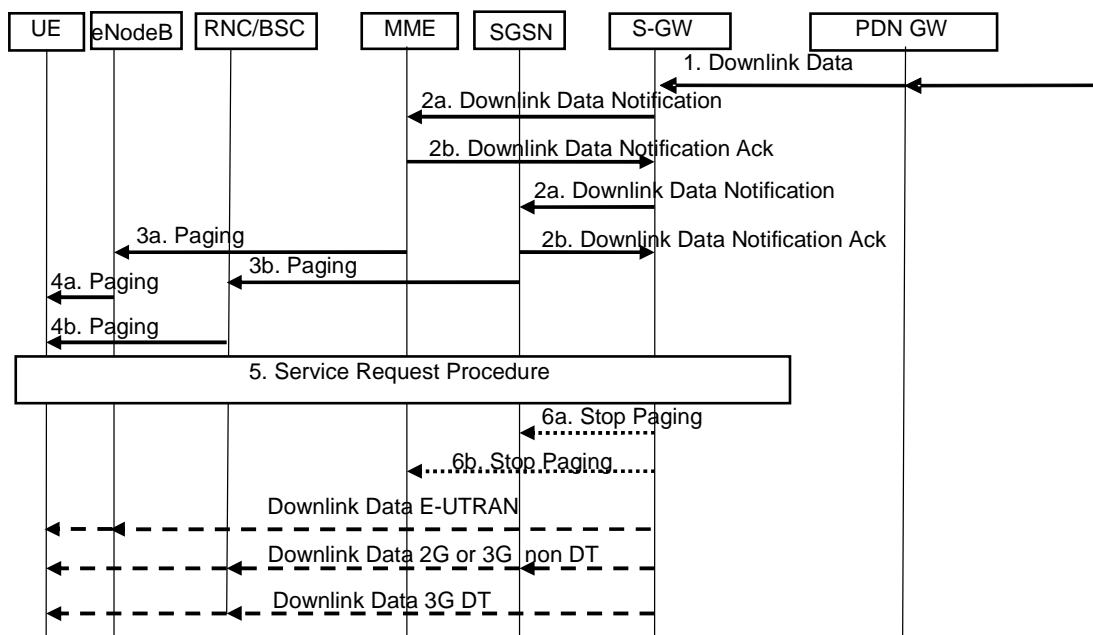 UE eNodeB RNC/BSC MME SGSN S-GW PDN GW
1. Downlink Data
2a. Downlink Data Notification
2b. Downlink Data Notification Ack
2a. Downlink Data Notification
3a. Paging
2b. Downlink Data Notification Ack
3b. Paging
4a. Paging
4b. Paging
5. Service Request Procedure
6a. Stop Paging
6b. Stop Paging
Downlink Data E-UTRAN
Downlink Data 2G or 3G non DT
Downlink Data 3G DT